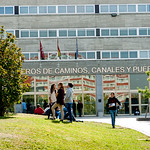 EROS DE CAMINOS, CANALES Y PUE